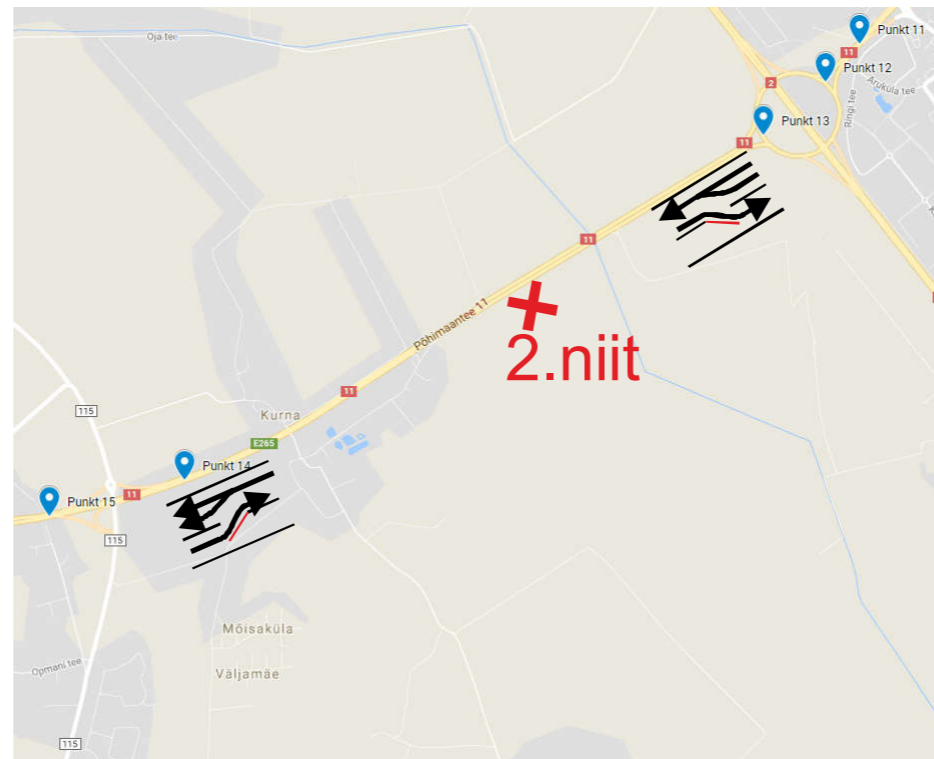 Oja tee
Punkt 11
11
Punkt 12
2
Aruküla tee
Ringi tee
Punkt 13
11
11
2.niit
Põhimaantee 11
11
115
Kurna
E265
Punkt 14
11
Punkt 15
115
Mõisaküla
Opmani tee
Väljamäe
115